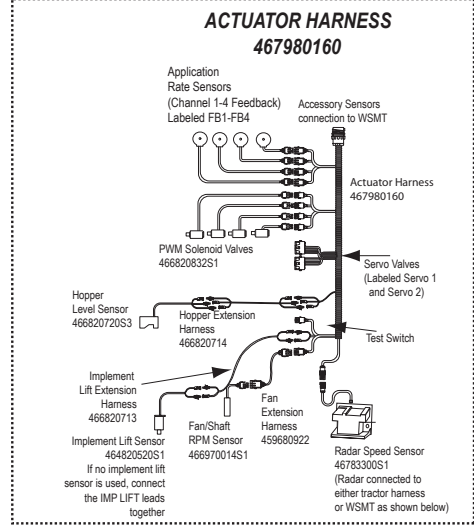 ACTUATOR HARNESS
467980160
Application
Rate Sensors
(Channel 1-4 Feedback)
Labeled FB1-FB4
Accessory Sensors
connection to WSMT
Actuator Harness
467980160
PWM Solenoid Valves
466820832S1
Servo Valves
(Labeled Servo 1
and Servo 2)
Hopper
Level Sensor
466820720S3
Hopper Extension
Harness
466820714
Test Switch
Implement
Lift Extension
Harness
466820713
Implement Lift Sensor
464820520S1
If no implement lift
sensor is used, connect
the IMP LIFT leads
together
Fan/Shaft
RPM Sensor
466970014S1
Fan
Extension
Harness
459680922
Radar Speed Sensor
46783300S1
(Radar connected to
either tractor harness
or WSMT as shown below)